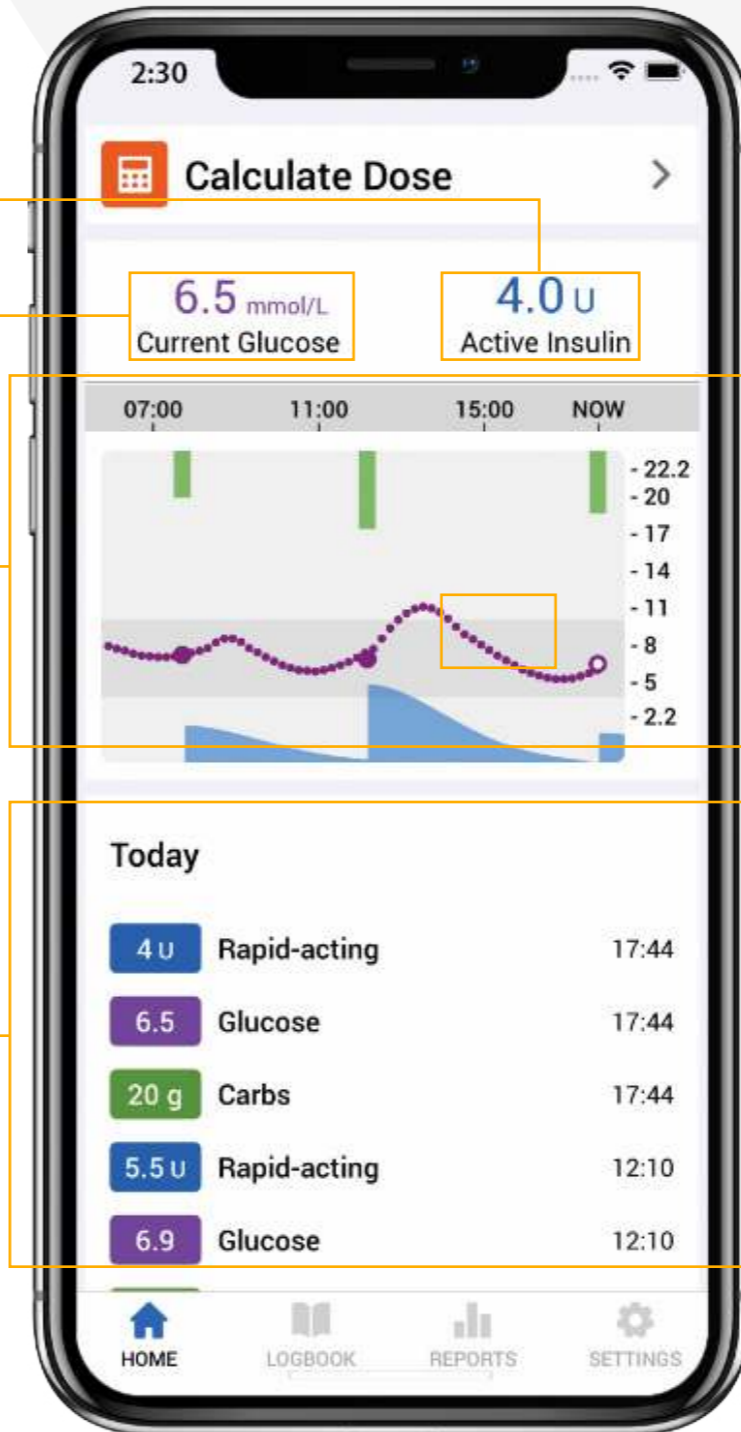 2:30
Calculate Dose
6.5 mmol/L 4.0 U
Current Glucose Active Insulin
07:00 11:00 15:00 NOW
- 22.2
- 20
- 17
- 14
- 11
- 8
- 5
- 2.2
Today
4 U Rapid-acting 17:44
6.5 Glucose 17:44
20 g Carbs 17:44
5.5 U Rapid-acting 12:10
6.9 Glucose 12:10
HOME LOGBOOK REPORTS SETTINGS